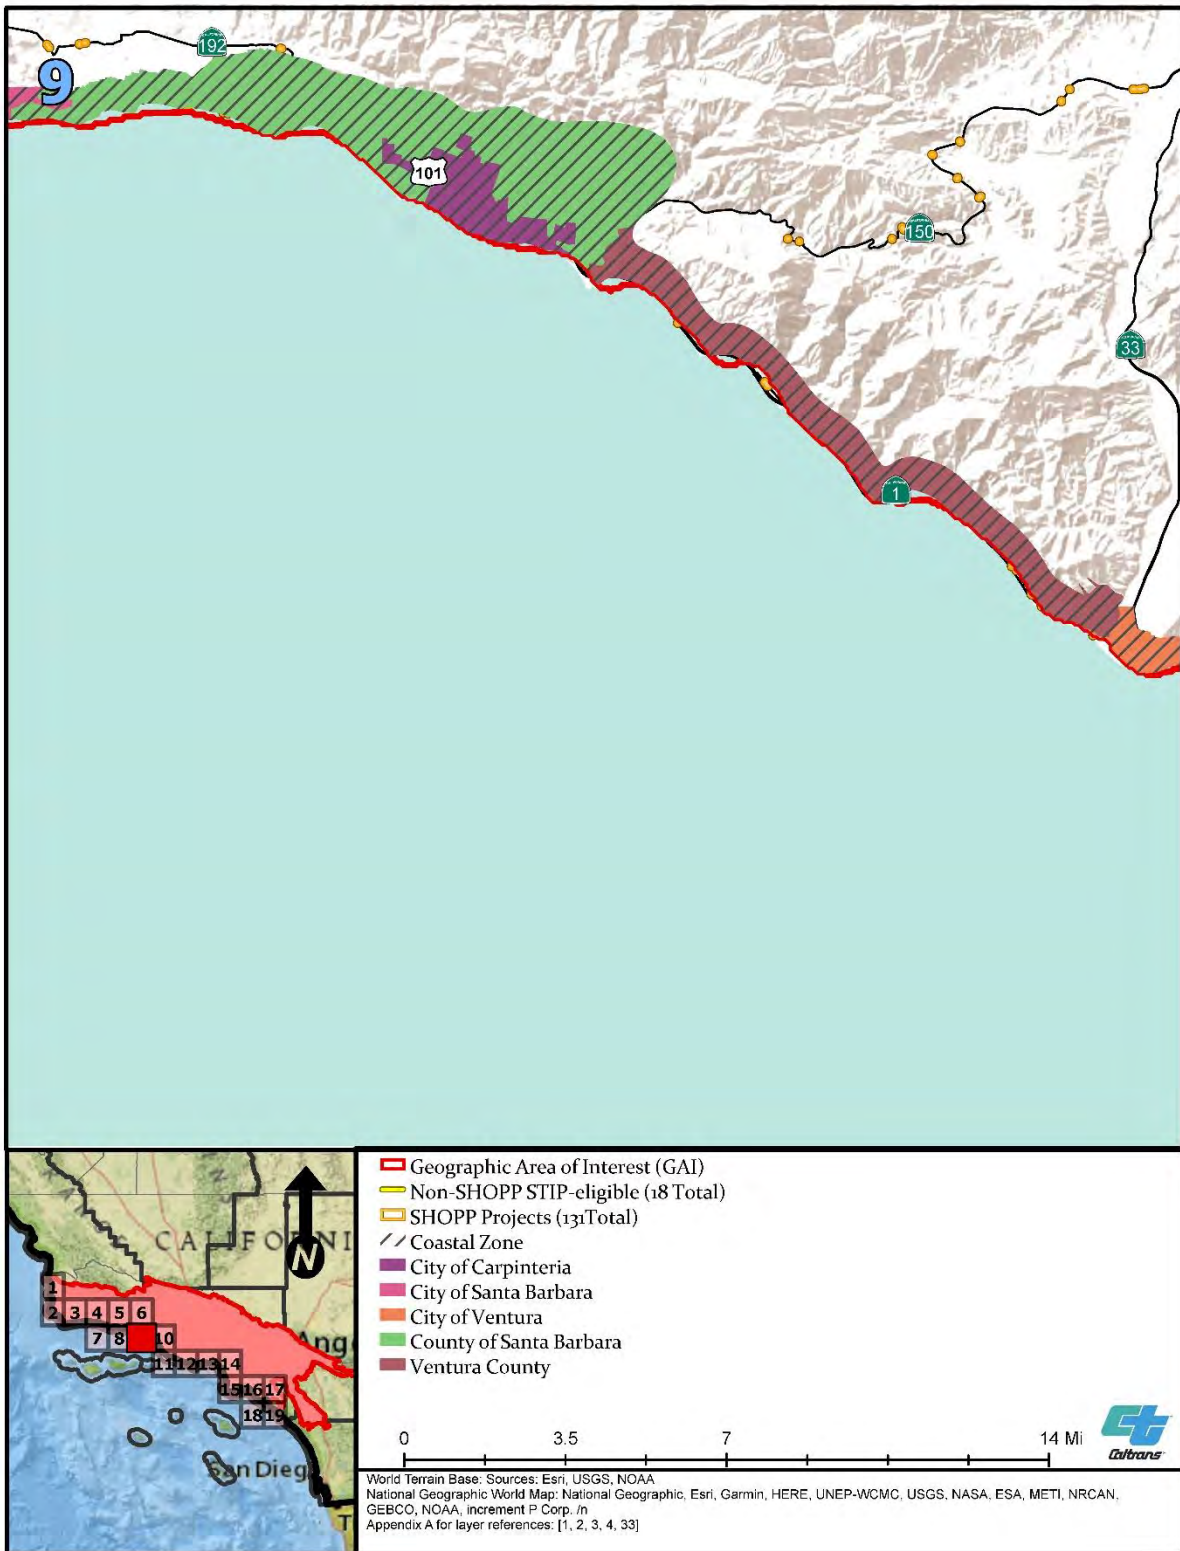 192
9
101
150
33
1
Geographic Area of Interest (GAI)
Non-SHOPP STIP-eligible (18 Total)
SHOPP Projects (131Total)
Coastal Zone
City of Carpinteria
City of Santa Barbara
City of Ventura
County of Santa Barbara
Ventura County
0 3.5 7 14 Mi
Caltrans
World Terrain Base: Sources: Esri, USGS, NOAA
National Geographic World Map: National Geographic, Esri, Garmin, HERE, UNEP-WCMC, USGS, NASA, ESA, METI, NRCAN,
GEBCO, NOAA, increment P Corp. /n
Appendix A for layer references: [1, 2, 3, 4, 33]
N
CALIFORNI
1
2 3 4 5 6
7 8 10
Ang
11 12 13 14
15 16 17
18 19
San Dieg
T